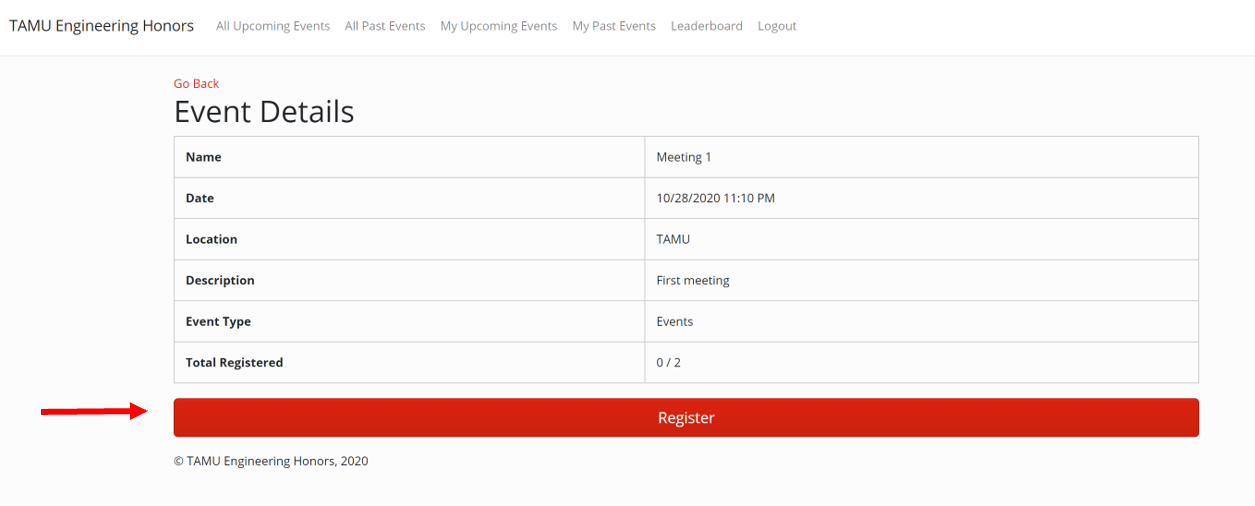 TAMU Engineering Honors All Upcoming Events All Past Events My Upcoming Events My Past Events Leaderboard Logout
Go Back
Event Details
Name Meeting 1
Date 10/28/2020 11:10 PM
Location TAMU
Description First meeting
Event Type Events
Total Registered 0 / 2
Register
© TAMU Engineering Honors, 2020